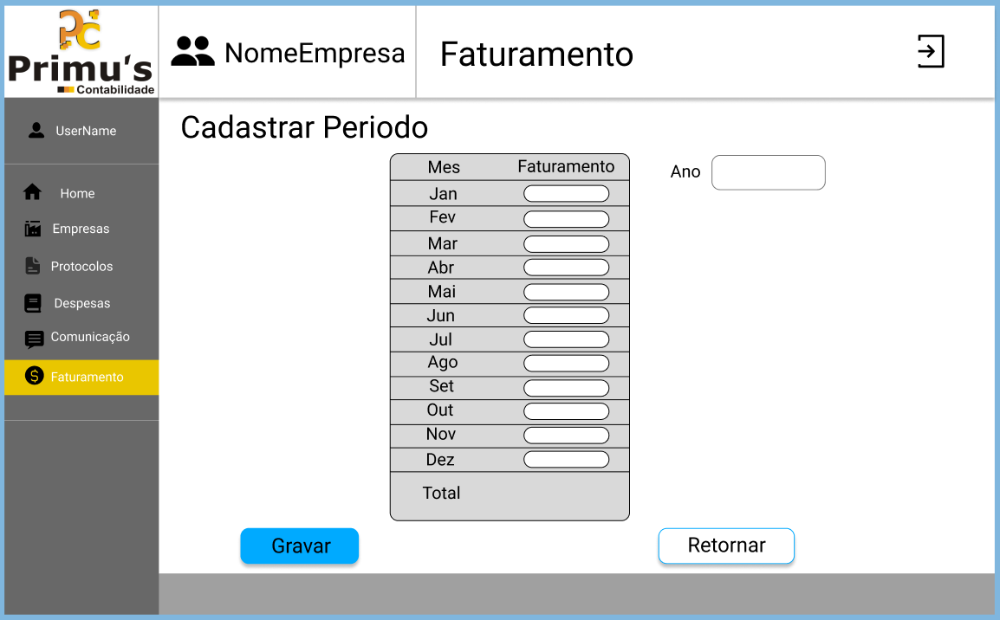 Primu's
Contabilidade
NomeEmpresa
Faturamento
UserName
Home
Empresas
Protocolos
Despesas
Comunicação
Faturamento
Cadastrar Periodo
Mes Faturamento
Jan
Fev
Mar
Abr
Mai
Jun
Jul
Ago
Set
Out
Nov
Dez
Total
Ano
Gravar
Retornar